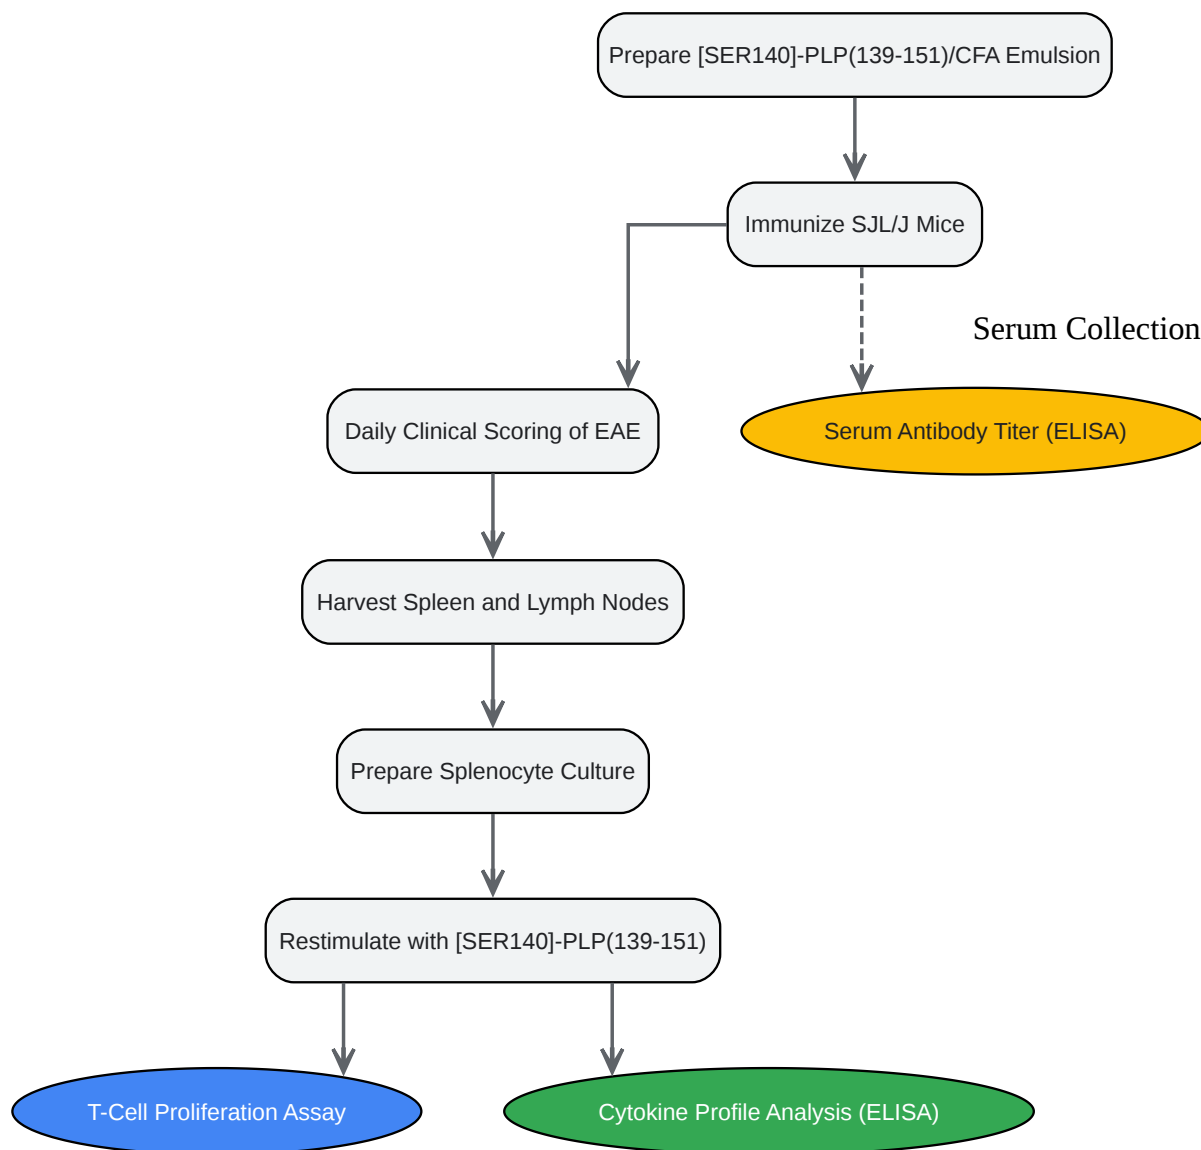 Prepare [SER140]-PLP(139-151)/CFA Emulsion
Immunize SJL/J Mice
Serum Collection
Daily Clinical Scoring of EAE
Serum Antibody Titer (ELISA)
Harvest Spleen and Lymph Nodes
Prepare Splenocyte Culture
Restimulate with [SER140]-PLP(139-151)
T-Cell Proliferation Assay
Cytokine Profile Analysis (ELISA)